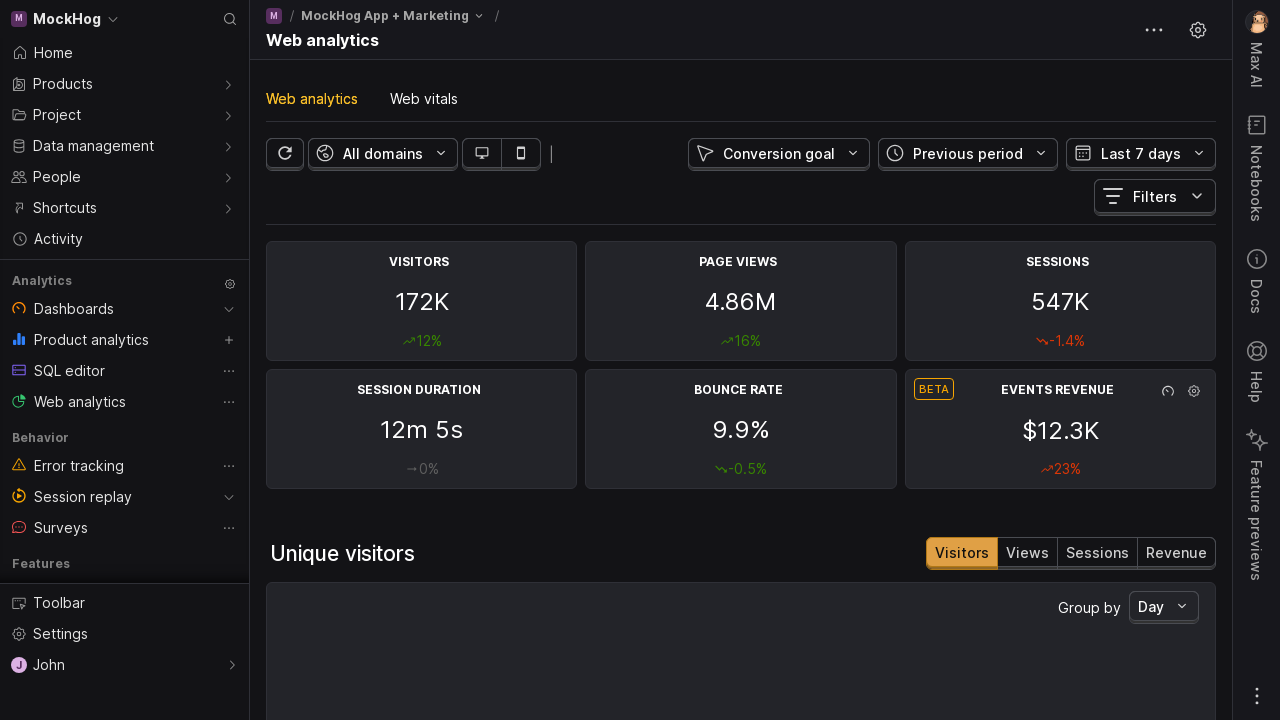 M MockHog
Home
Products
Project
Data management
People
Shortcuts
Activity
Analytics
Dashboards
Product analytics
SQL editor
Web analytics
Behavior
Error tracking
Session replay
Surveys
Features
Toolbar
Settings
J John
M / MockHog App + Marketing /
Web analytics
Web analytics Web vitals
All domains Conversion goal Previous period Last 7 days
Filters
VISITORS
172K
12%
PAGE VIEWS
4.86M
16%
SESSIONS
547K
-1.4%
SESSION DURATION
12m 5s
0%
BOUNCE RATE
9.9%
-0.5%
BETA EVENTS REVENUE
$12.3K
23%
Unique visitors
Visitors Views Sessions Revenue
Group by Day
Max AI
Notebooks
Docs
Help
Feature previews